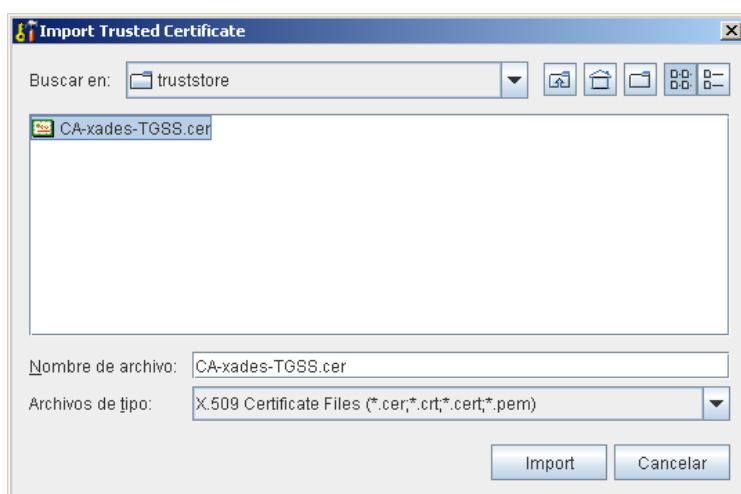 Import Trusted Certificate
Buscar en: truststore
CA-xades-TGSS.cer
Nombre de archivo: CA-xades-TGSS.cer
Archivos de tipo: X.509 Certificate Files (*.cer;*.crt;*.cert;*.pem)
Import Cancelar